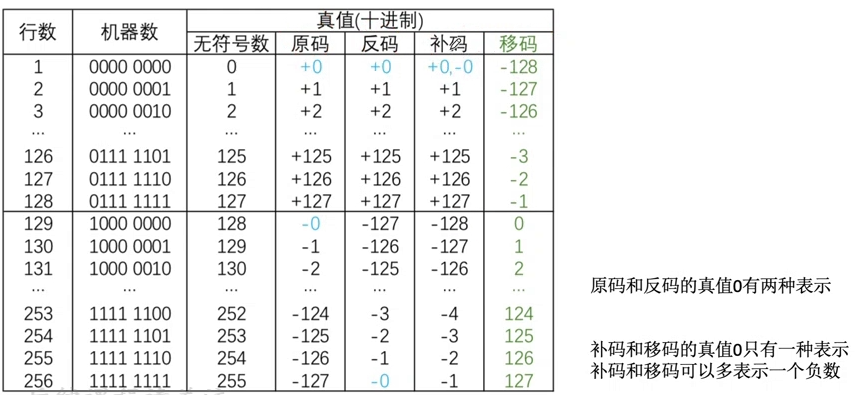 行数 机器数 真值(十进制)
无符号数 原码 反码 补码 移码
1 0000 0000 0 +0 +0 +0,-0 -128
2 0000 0001 1 +1 +1 +1 -127
3 0000 0010 2 +2 +2 +2 -126
... ... ... ... ... ... ...
126 0111 1101 125 +125 +125 +125 -3
127 0111 1110 126 +126 +126 +126 -2
128 0111 1111 127 +127 +127 +127 -1
129 1000 0000 128 -0 -127 -128 0
130 1000 0001 129 -1 -126 -127 1
131 1000 0010 130 -2 -125 -126 2
... ... ... ... ... ... ...
253 1111 1100 252 -124 -3 -4 124
254 1111 1101 253 -125 -2 -3 125
255 1111 1110 254 -126 -1 -2 126
256 1111 1111 255 -127 -0 -1 127
原码和反码的真值0有两种表示
补码和移码的真值0只有一种表示
补码和移码可以多表示一个负数